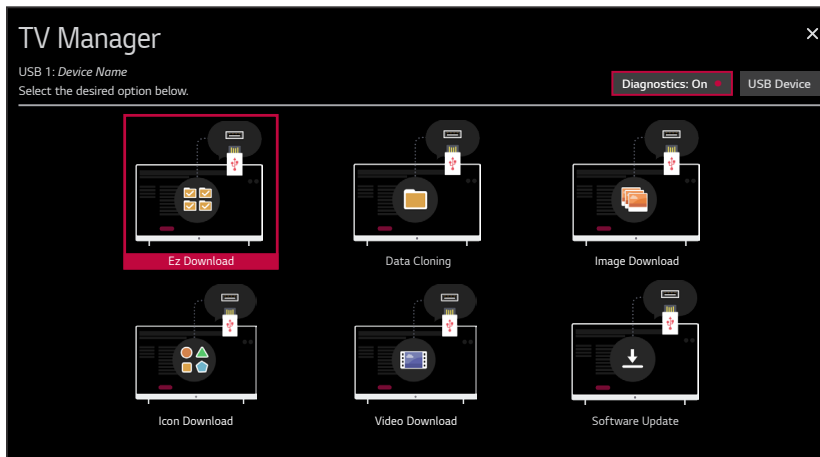 TV Manager
USB 1: Device Name
Select the desired option below.
Diagnostics: On
USB Device
Ez Download
Data Cloning
Image Download
Icon Download
Video Download
Software Update